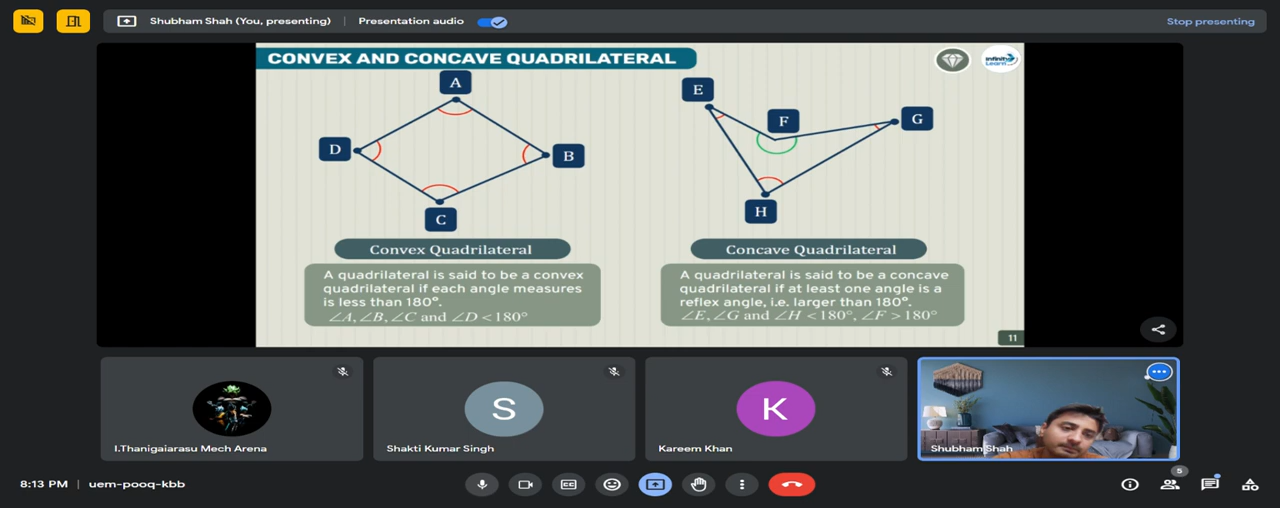 Shubham Shah (You, presenting)
Presentation audio
Stop presenting
CONVEX AND CONCAVE QUADRILATERAL
infinity
Learn
A
D
B
C
E
F
G
H
Convex Quadrilateral
A quadrilateral is said to be a convex
quadrilateral if each angle measures
is less than 180°.
∠A, ∠B, ∠C and ∠D < 180°
Concave Quadrilateral
A quadrilateral is said to be a concave
quadrilateral if at least one angle is a
reflex angle, i.e. larger than 180°.
∠E, ∠G and ∠H < 180°, ∠F > 180°
11
I.Thanigaiarasu Mech Arena
S
Shakti Kumar Singh
K
Kareem Khan
Shubham Shah
8:13 PM | uem-pooq-kbb
CC
5